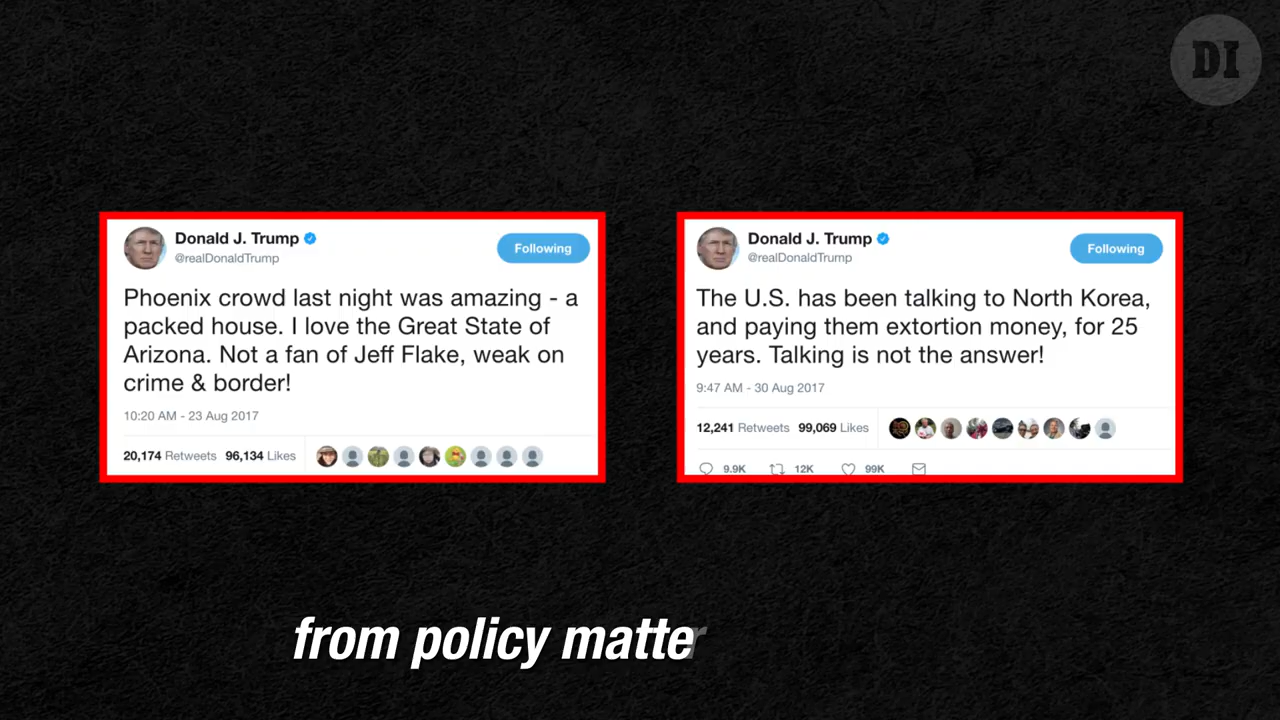 DI
Donald J. Trump
@realDonaldTrump
Following
Phoenix crowd last night was amazing - a
packed house. I love the Great State of
Arizona. Not a fan of Jeff Flake, weak on
crime & border!
10:20 AM - 23 Aug 2017
20,174 Retweets 96,134 Likes
Donald J. Trump
@realDonaldTrump
Following
The U.S. has been talking to North Korea,
and paying them extortion money, for 25
years. Talking is not the answer!
9:47 AM - 30 Aug 2017
12,241 Retweets 99,069 Likes
9.9K 12K 99K
from policy matter